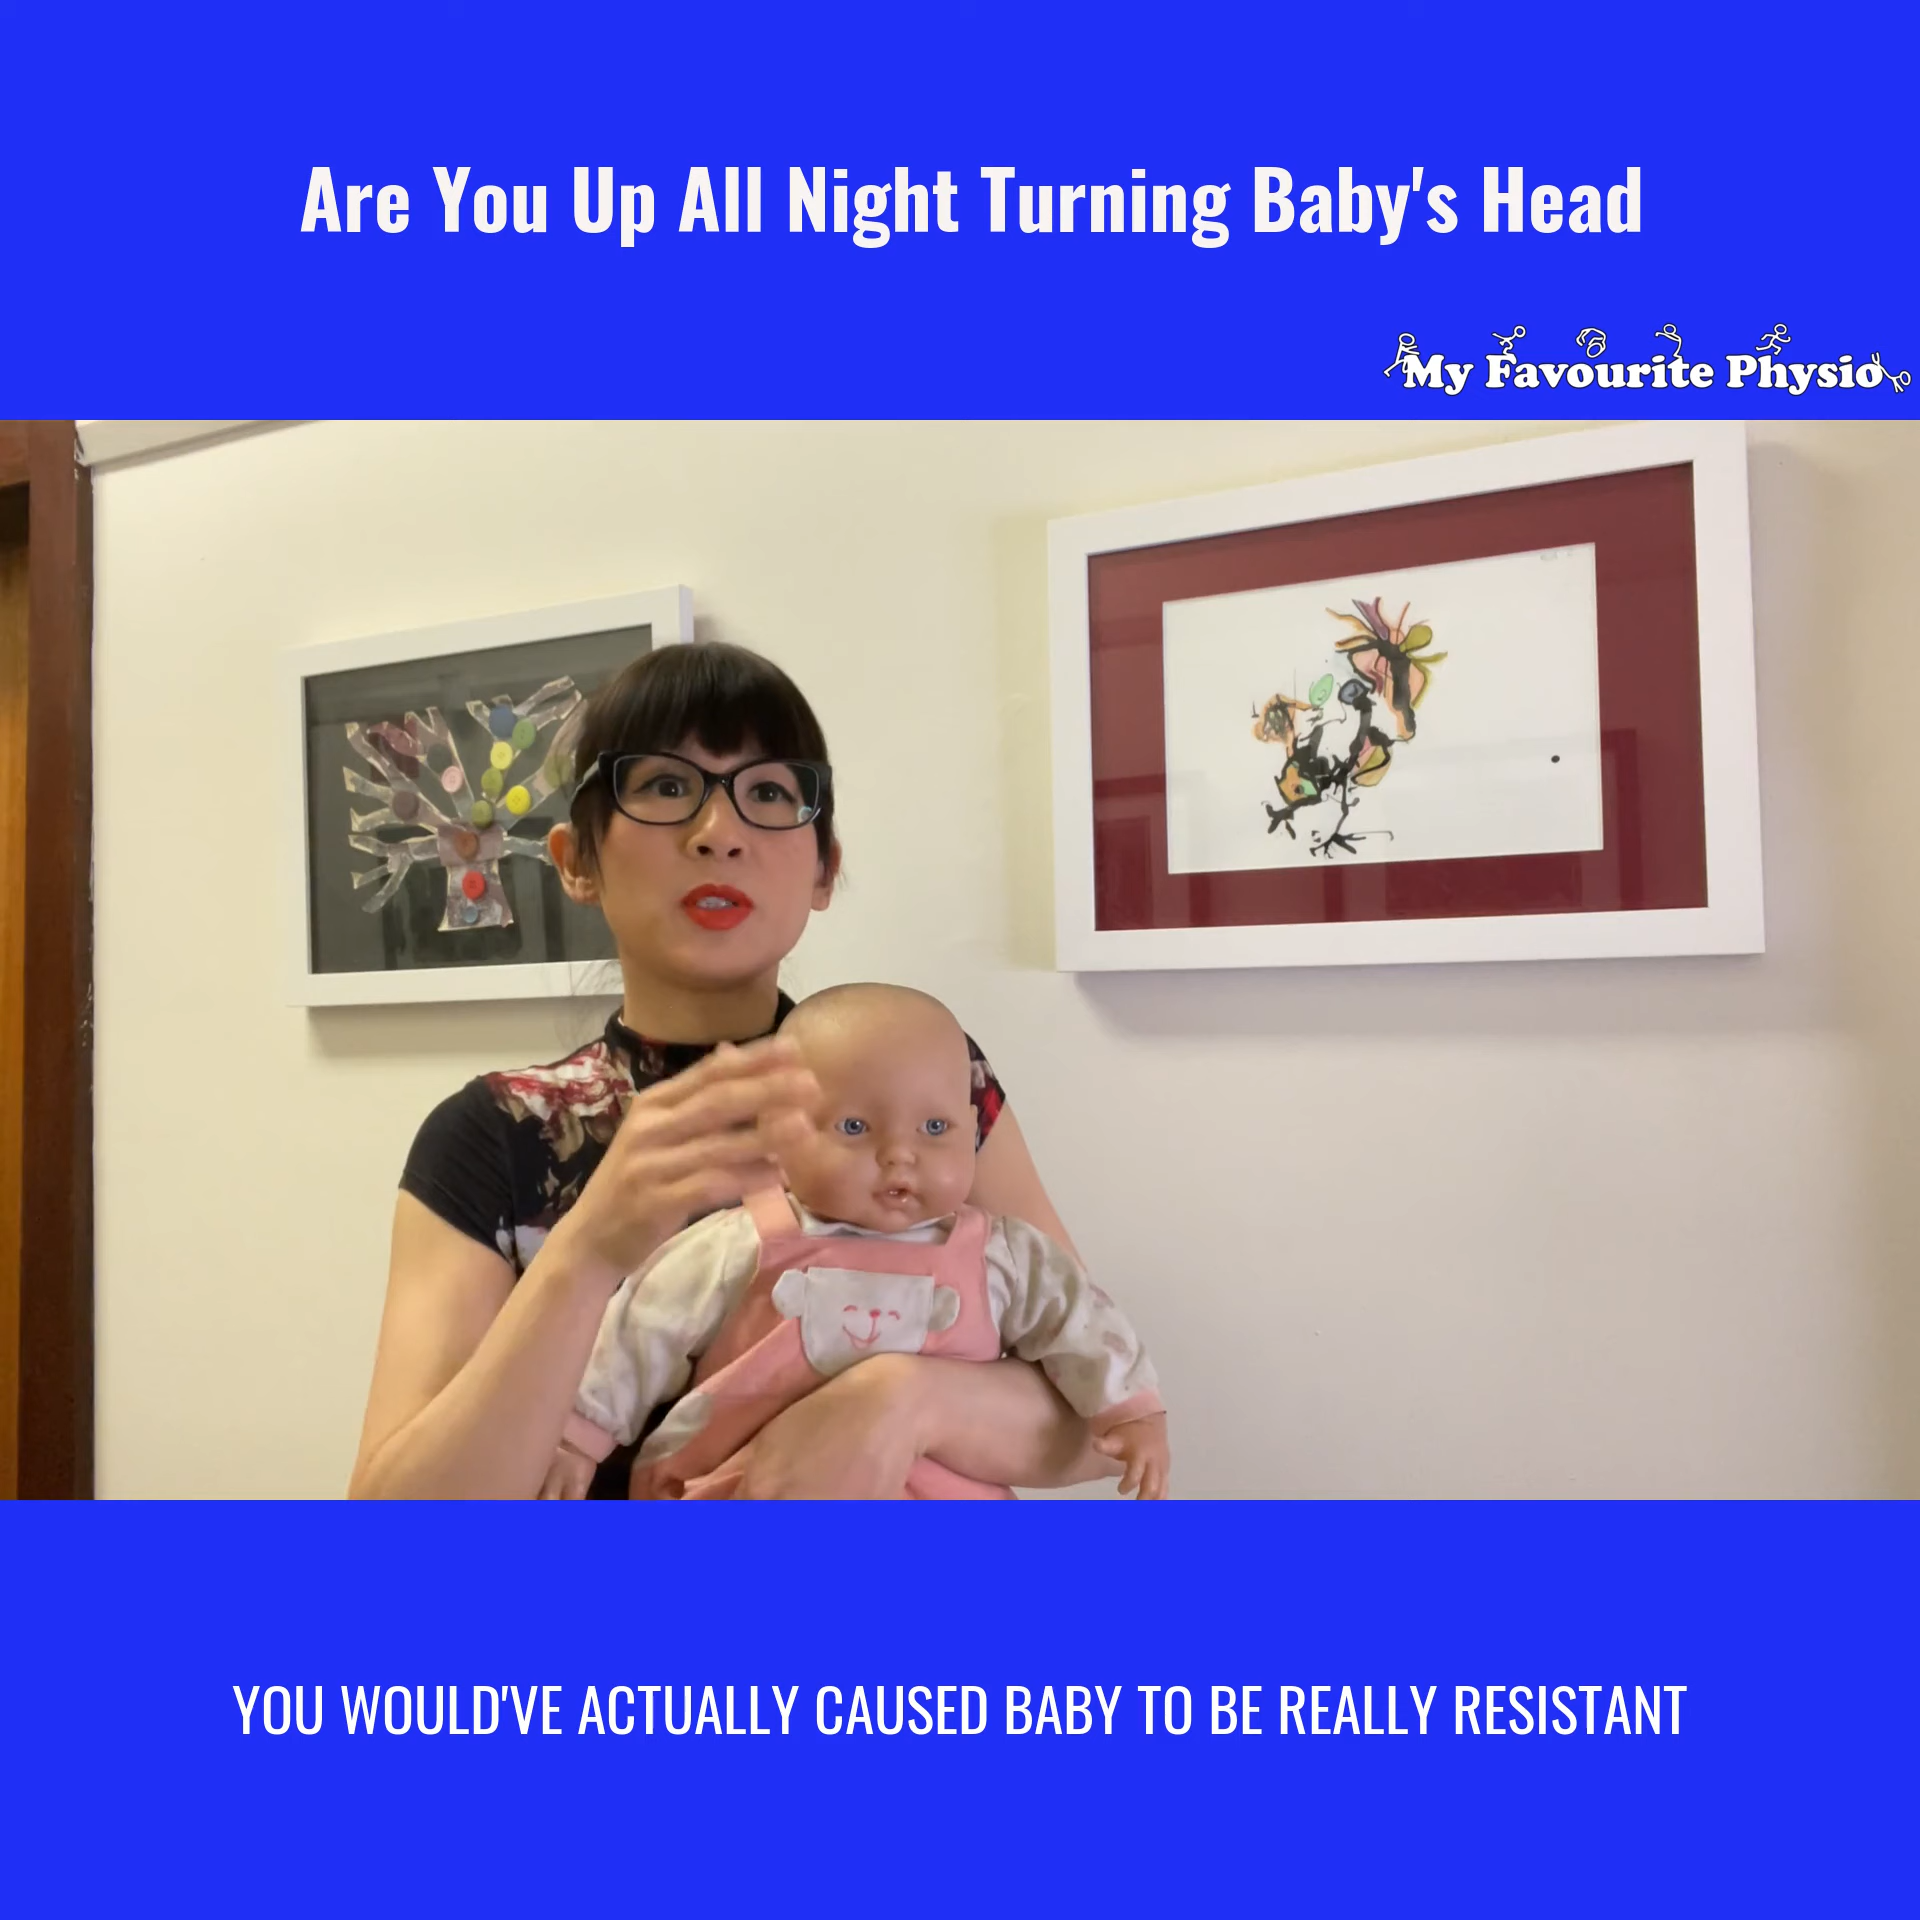 Are You Up All Night Turning Baby's Head
My Favourite Physio
YOU WOULD'VE ACTUALLY CAUSED BABY TO BE REALLY RESISTANT